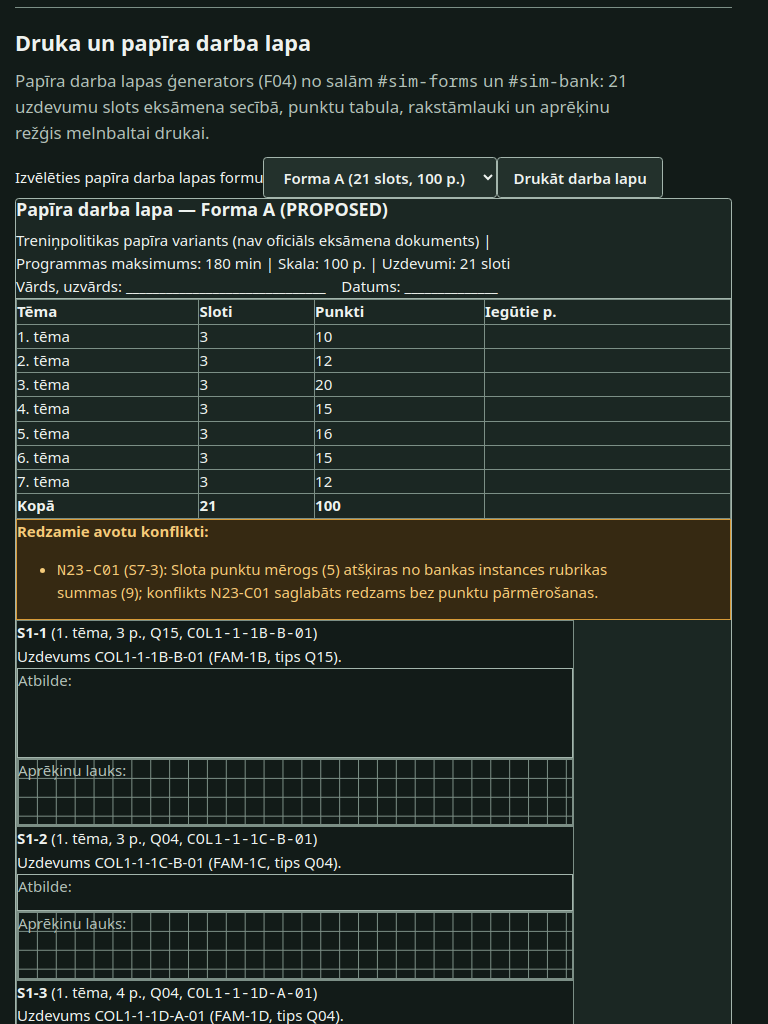 Druka un papīra darba lapa
Papīra darba lapas ģenerators (F04) no salām #sim-forms un #sim-bank: 21
uzdevumu slots eksāmena secībā, punktu tabula, rakstāmlauki un aprēķinu
režģis melnbaltai drukai.
Izvēlēties papīra darba lapas formu Forma A (21 slots, 100 p.) Drukāt darba lapu
Papīra darba lapa — Forma A (PROPOSED)
Treniņpolitikas papīra variants (nav oficiāls eksāmena dokuments) |
Programmas maksimums: 180 min | Skala: 100 p. | Uzdevumi: 21 sloti
Vārds, uzvārds: ______________________________ Datums: ______________
Tēma Sloti Punkti Iegūtie p.
1. tēma 3 10
2. tēma 3 12
3. tēma 3 20
4. tēma 3 15
5. tēma 3 16
6. tēma 3 15
7. tēma 3 12
Kopā 21 100
Redzamie avotu konflikti:
• N23-C01 (S7-3): Slota punktu mērogs (5) atšķiras no bankas instances rubrikas
summas (9); konflikts N23-C01 saglabāts redzams bez punktu pārmērošanas.
S1-1 (1. tēma, 3 p., Q15, COL1-1-1B-B-01)
Uzdevums COL1-1-1B-B-01 (FAM-1B, tips Q15).
Atbilde:
Aprēķinu lauks:
S1-2 (1. tēma, 3 p., Q04, COL1-1-1C-B-01)
Uzdevums COL1-1-1C-B-01 (FAM-1C, tips Q04).
Atbilde:
Aprēķinu lauks:
S1-3 (1. tēma, 4 p., Q04, COL1-1-1D-A-01)
Uzdevums COL1-1-1D-A-01 (FAM-1D, tips Q04).